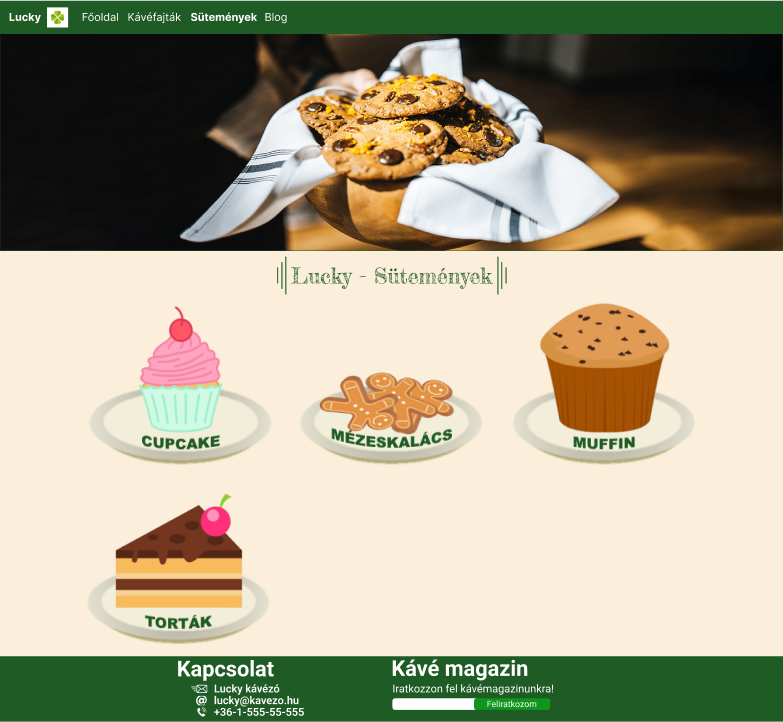 Lucky Főoldal Kávéfajták Sütemények Blog
Lucky - Sütemények
CUPCAKE
MÉZESKALÁCS
MUFFIN
TORTÁK
Kapcsolat
Lucky kávézó
lucky@kavezo.hu
+36-1-555-55-555
Kávé magazin
Iratkozzon fel kávémagazinunkra!
Feliratkozom